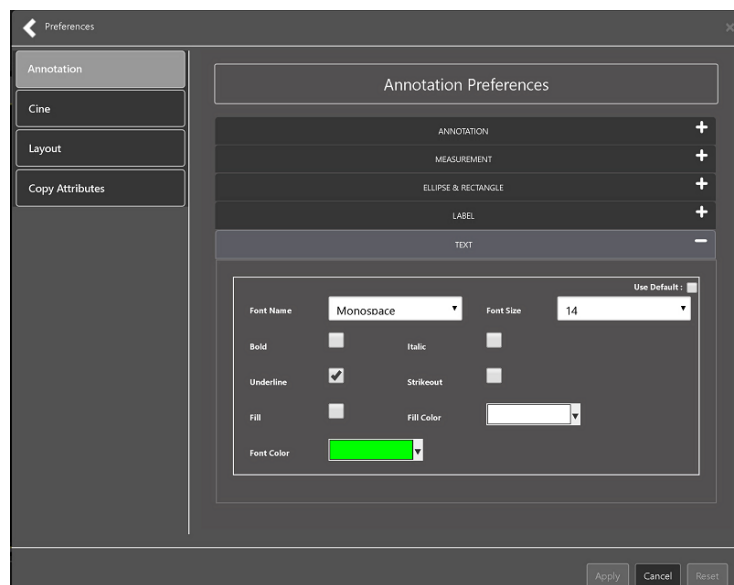 Preferences
Annotation
Cine
Layout
Copy Attributes
Annotation Preferences
ANNOTATION
MEASUREMENT
ELLIPSE & RECTANGLE
LABEL
TEXT
Use Default :
Font Name Monospace Font Size 14
Bold Italic
Underline Strikeout
Fill Fill Color
Font Color
Apply Cancel Reset